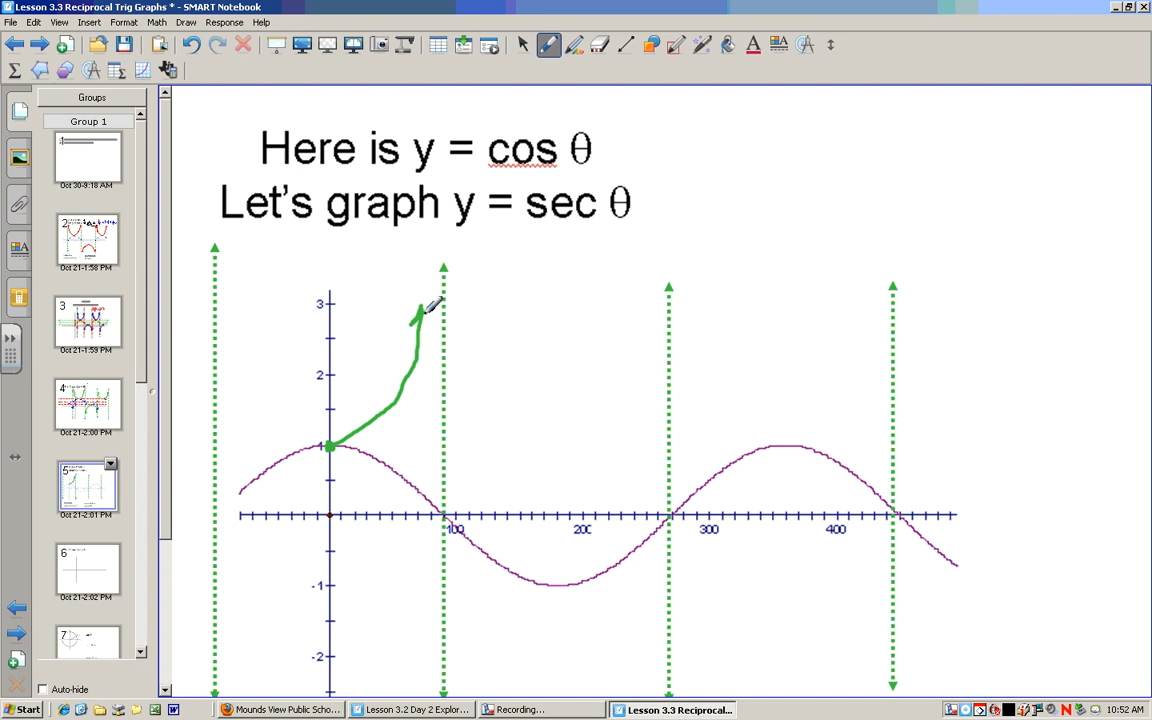 Lesson 3.3 Reciprocal Trig Graphs * - SMART Notebook
File Edit View Insert Format Math Draw Response Help
Groups
Group 1
Oct 30-9:18 AM
2
Oct 21-1:58 PM
3
Oct 21-1:59 PM
4
Oct 21-2:00 PM
5
Oct 21-2:01 PM
6
Oct 21-2:02 PM
7
Auto-hide
Here is y = cos θ
Let's graph y = sec θ
3
2
1
100 200 300 400
-1
-2
Start Mounds View Public Scho... Lesson 3.2 Day 2 Explor... Recording... Lesson 3.3 Reciprocal... 10:52 AM